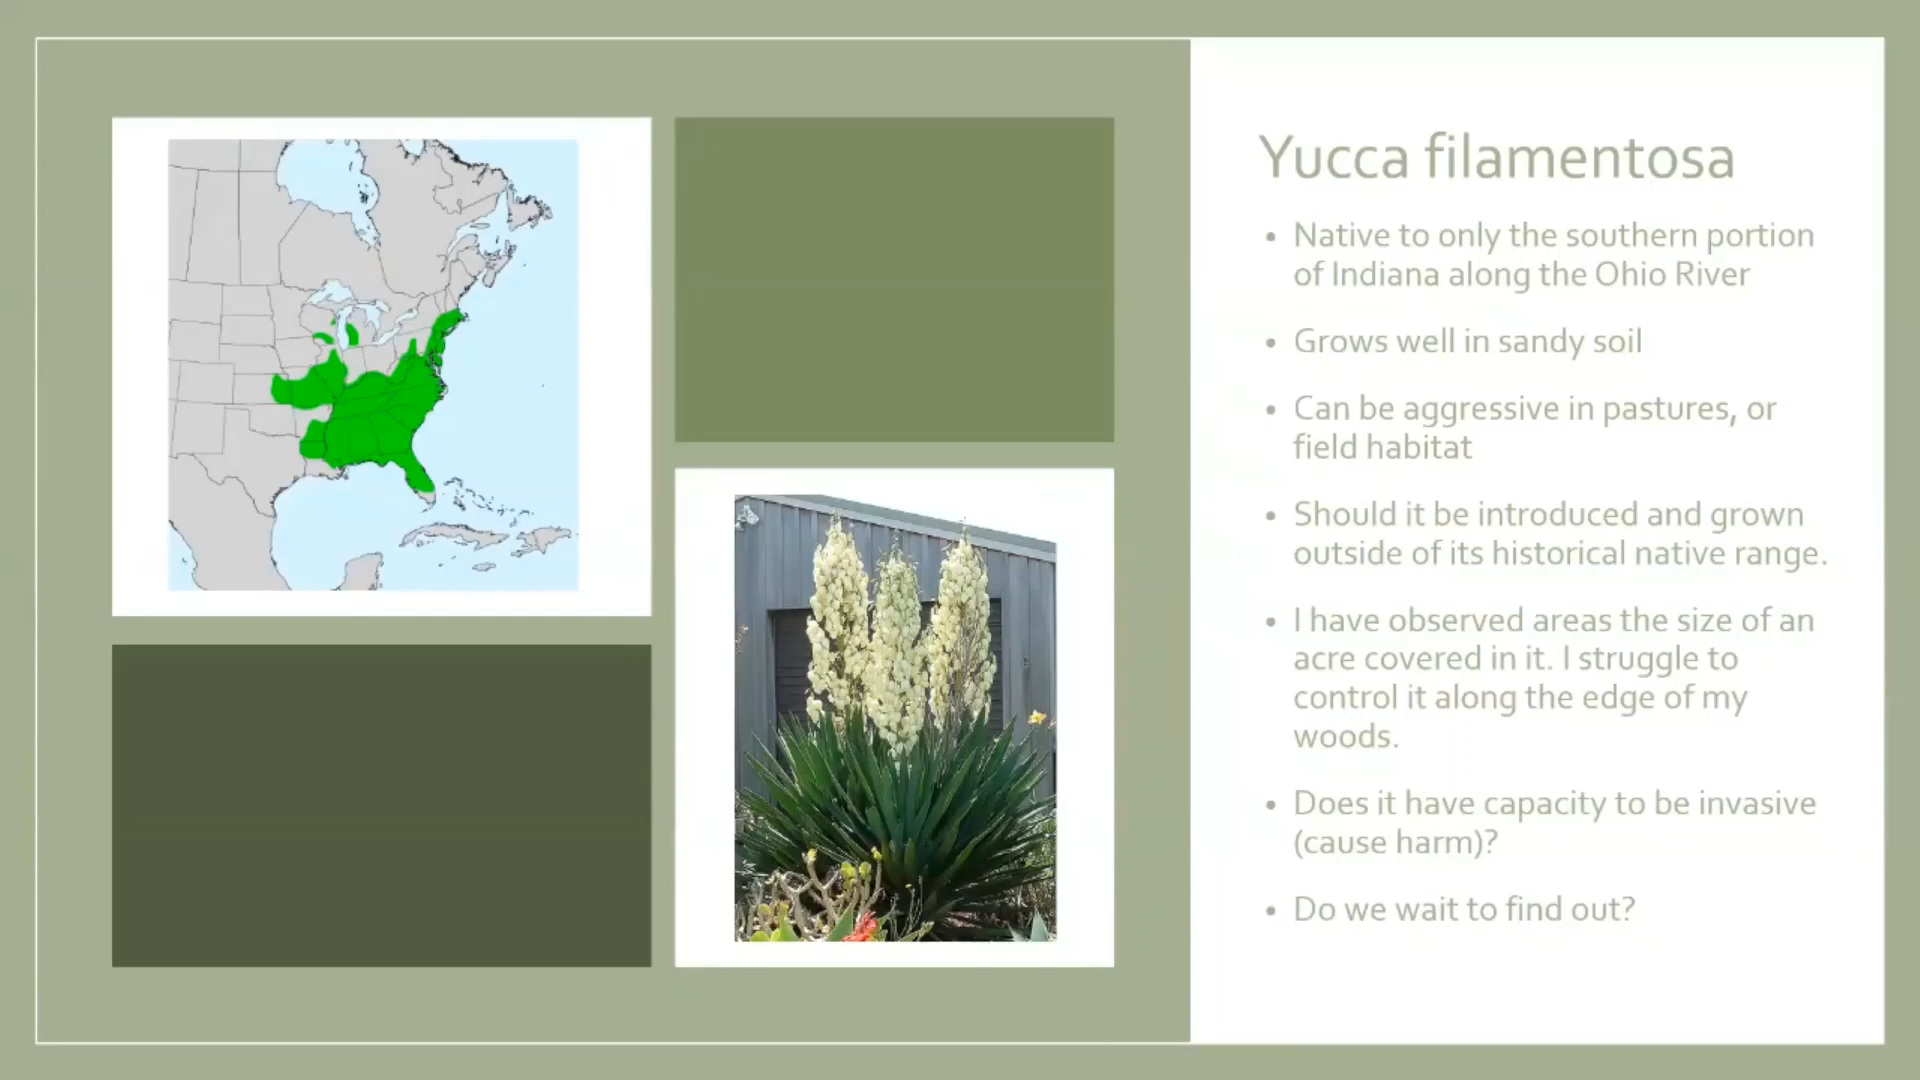 Yucca filamentosa
• Native to only the southern portion
of Indiana along the Ohio River
• Grows well in sandy soil
• Can be aggressive in pastures, or
field habitat
• Should it be introduced and grown
outside of its historical native range.
• I have observed areas the size of an
acre covered in it. I struggle to
control it along the edge of my
woods.
• Does it have capacity to be invasive
(cause harm)?
• Do we wait to find out?